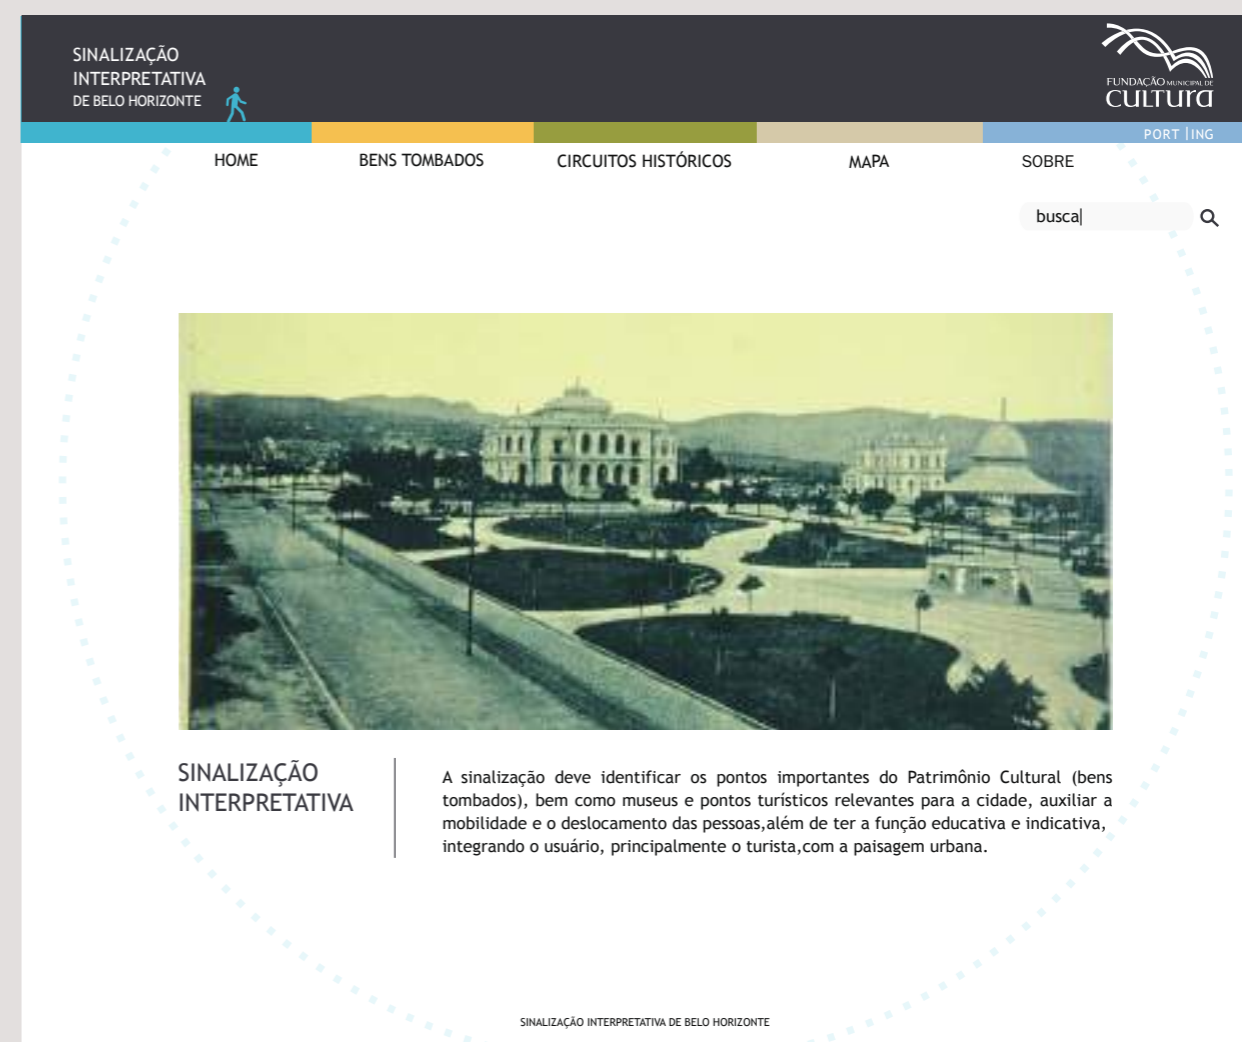 SINALIZAÇÃO
INTERPRETATIVA
DE BELO HORIZONTE
FUNDAÇÃO MUNICIPAL DE
CULTURA
PORT | ING
HOME BENS TOMBADOS CIRCUITOS HISTÓRICOS MAPA SOBRE
busca
SINALIZAÇÃO
INTERPRETATIVA
A sinalização deve identificar os pontos importantes do Patrimônio Cultural (bens
tombados), bem como museus e pontos turísticos relevantes para a cidade, auxiliar a
mobilidade e o deslocamento das pessoas,além de ter a função educativa e indicativa,
integrando o usuário, principalmente o turista,com a paisagem urbana.
SINALIZAÇÃO INTERPRETATIVA DE BELO HORIZONTE